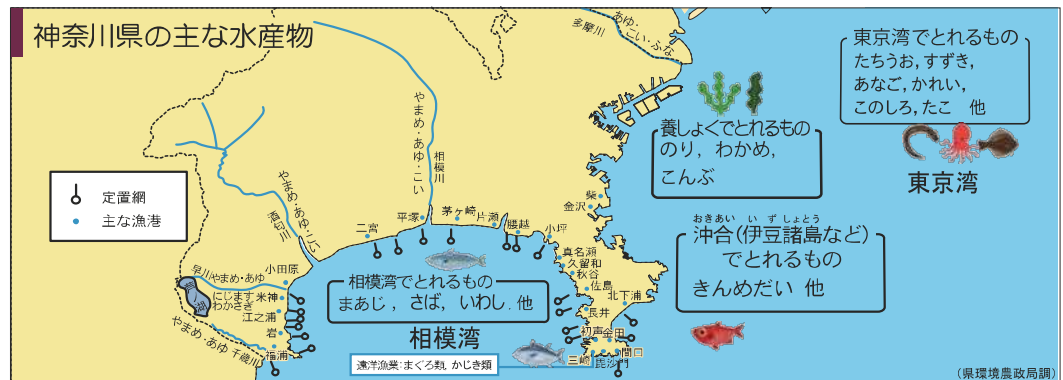 神奈川県の主な水産物
あゆ・こい・ふな
多摩川
東京湾でとれるもの
たちうお，すずき，
あなご，かれい，
このしろ，たこ 他
東京湾
養しょくでとれるもの
のり，わかめ，
こんぶ
定置網
主な漁港
やまめ・あゆ・こい
相模川
やまめ・あゆ・こい
酒匂川
早川やまめ・あゆ
小田原
にじます
わかさぎ
米神
江之浦
岩
福浦
やまめ・あゆ 千歳川
二宮
平塚
茅ヶ崎
片瀬
腰越
小坪
真名瀬
久留和
秋谷
佐島
長井
初声
三崎
毘沙門
間口
金田
北下浦
金沢
柴
相模湾でとれるもの
まあじ，さば，いわし．他
相模湾
遠洋漁業：まぐろ類，かじき類
おきあい いずしょとう
沖合（伊豆諸島など）
でとれるもの
きんめだい 他
（県環境農政局調）